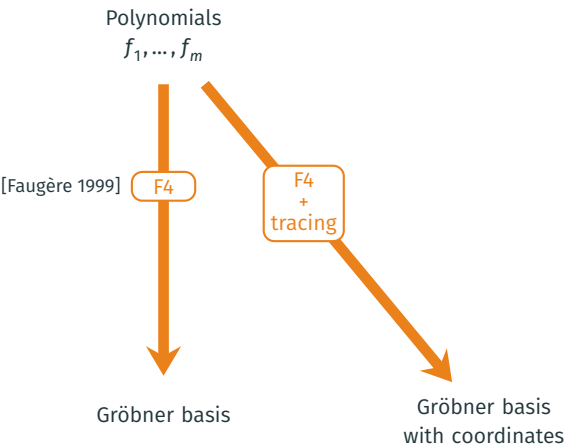 Polynomials
f₁,…,fₘ
[Faugère 1999]
F4
F4
+
tracing
Gröbner basis
Gröbner basis
with coordinates